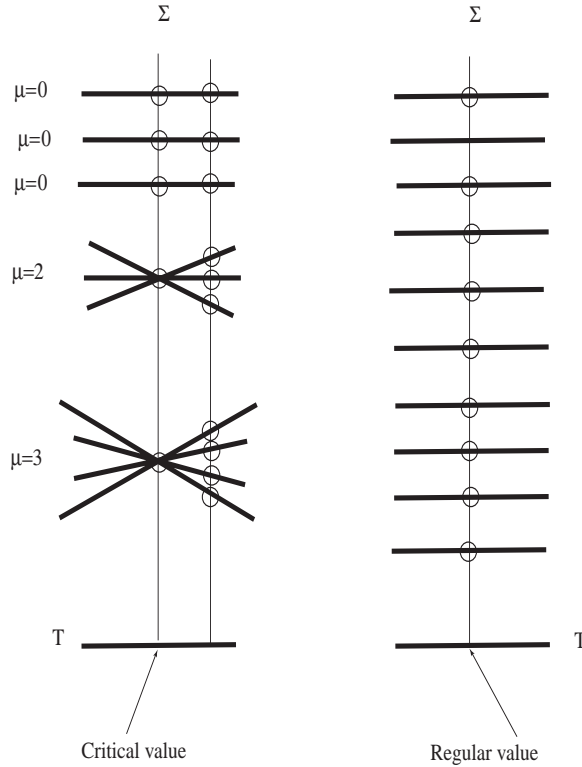 Σ Σ
μ=0
μ=0
μ=0
μ=2
μ=3
T T
Critical value Regular value